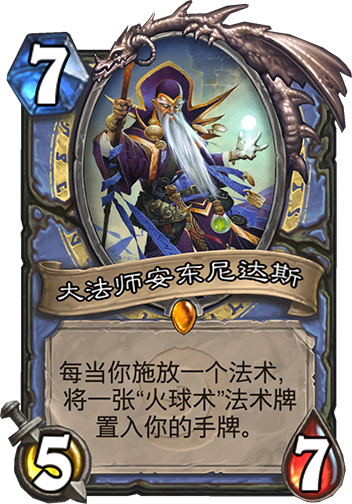 7
大法师安东尼达斯
每当你施放一个法术，
将一张“火球术”法术牌
置入你的手牌。
5
7